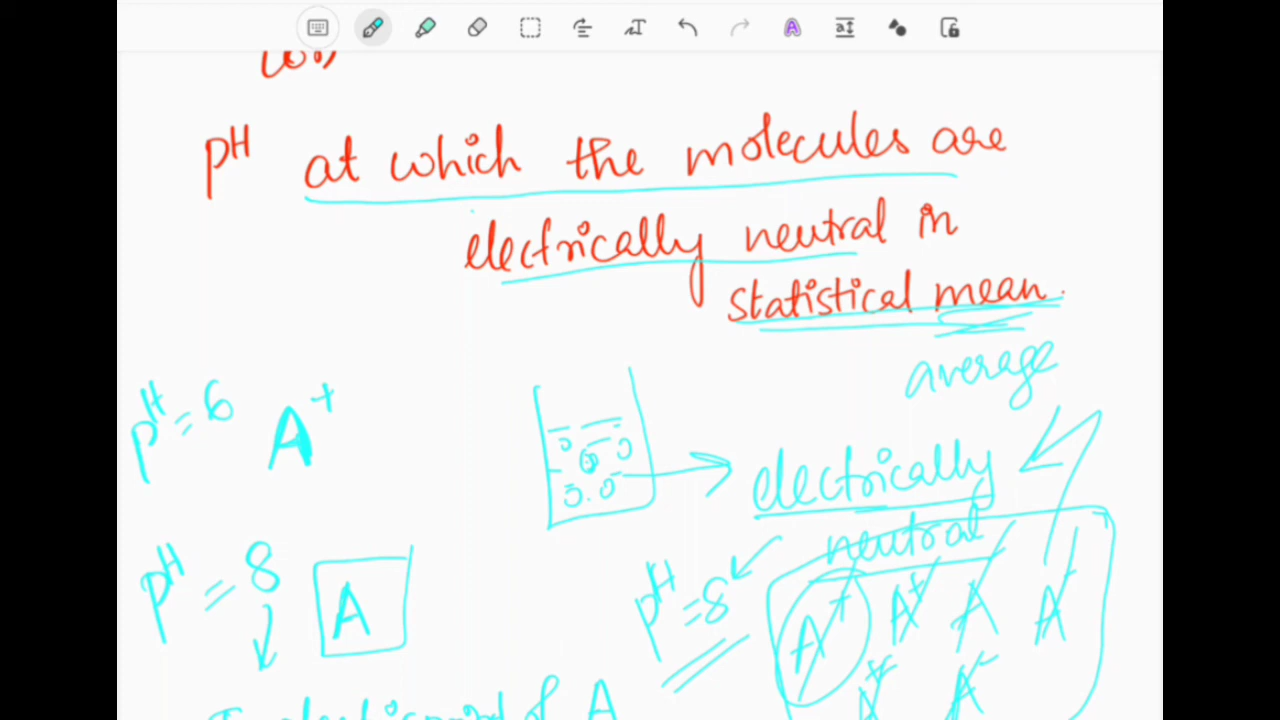 pH at which the molecules are
electrically neutral in
statistical mean.
average
pH = 6 A+
electrically
neutral
pH = 8 A
pH = 8
A+ A+ A A-
A+ A-
of A